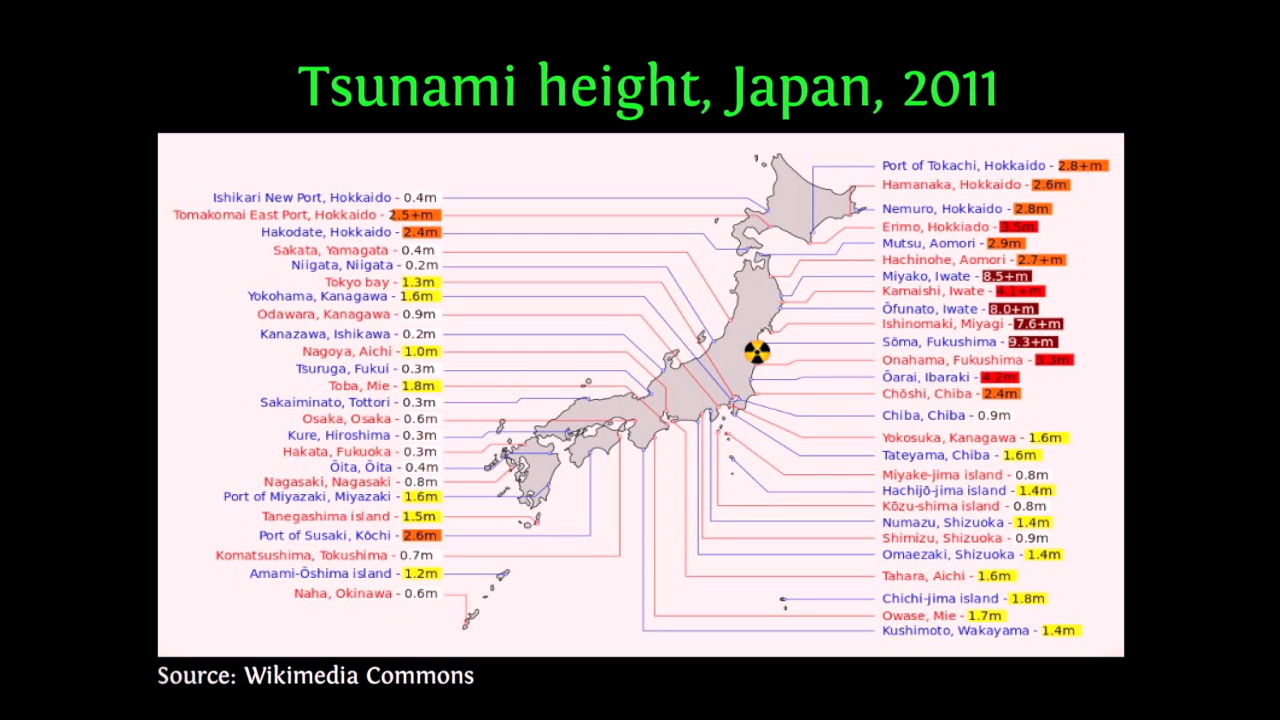 Tsunami height, Japan, 2011
Ishikari New Port, Hokkaido - 0.4m
Tomakomai East Port, Hokkaido - 2.5+m
Hakodate, Hokkaido - 2.4m
Sakata, Yamagata - 0.4m
Niigata, Niigata - 0.2m
Tokyo bay - 1.3m
Yokohama, Kanagawa - 1.6m
Odawara, Kanagawa - 0.9m
Kanazawa, Ishikawa - 0.2m
Nagoya, Aichi - 1.0m
Tsuruga, Fukui - 0.3m
Toba, Mie - 1.8m
Sakaiminato, Tottori - 0.3m
Osaka, Osaka - 0.6m
Kure, Hiroshima - 0.3m
Hakata, Fukuoka - 0.3m
Ōita, Ōita - 0.4m
Nagasaki, Nagasaki - 0.8m
Port of Miyazaki, Miyazaki - 1.6m
Tanegashima island - 1.5m
Port of Susaki, Kōchi - 2.6m
Komatsushima, Tokushima - 0.7m
Amami-Ōshima island - 1.2m
Naha, Okinawa - 0.6m
Port of Tokachi, Hokkaido - 2.8+m
Hamanaka, Hokkaido - 2.6m
Nemuro, Hokkaido - 2.8m
Erimo, Hokkiado - 3.5m
Mutsu, Aomori - 2.9m
Hachinohe, Aomori - 2.7+m
Miyako, Iwate - 8.5+m
Kamaishi, Iwate - 4.1+m
Ōfunato, Iwate - 8.0+m
Ishinomaki, Miyagi - 7.6+m
Sōma, Fukushima - 9.3+m
Onahama, Fukushima - 3.3m
Ōarai, Ibaraki - 4.2m
Chōshi, Chiba - 2.4m
Chiba, Chiba - 0.9m
Yokosuka, Kanagawa - 1.6m
Tateyama, Chiba - 1.6m
Miyake-jima island - 0.8m
Hachijō-jima island - 1.4m
Kōzu-shima island - 0.8m
Numazu, Shizuoka - 1.4m
Shimizu, Shizuoka - 0.9m
Omaezaki, Shizuoka - 1.4m
Tahara, Aichi - 1.6m
Chichi-jima island - 1.8m
Owase, Mie - 1.7m
Kushimoto, Wakayama - 1.4m
Source: Wikimedia Commons